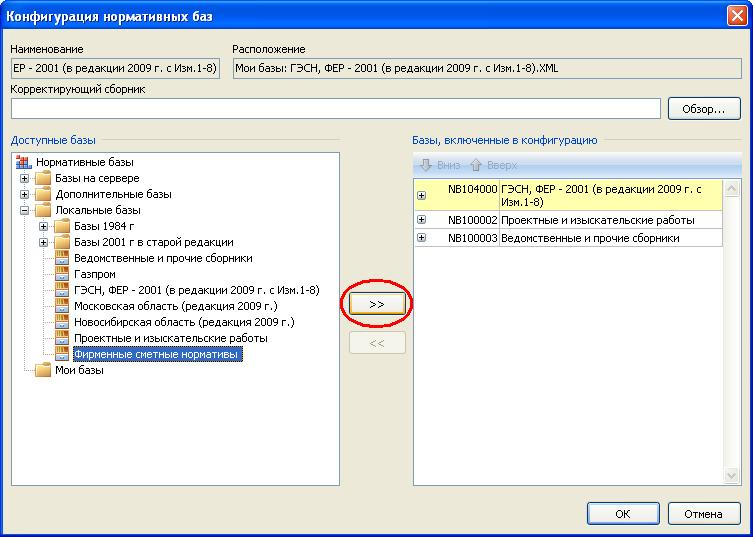 Конфигурация нормативных баз
Наименование
Расположение
ЕР - 2001 (в редакции 2009 г. с Изм.1-8)
Мои базы: ГЭСН, ФЕР - 2001 (в редакции 2009 г. с Изм.1-8).XML
Корректирующий сборник
Обзор...
Доступные базы
Нормативные базы
Базы на сервере
Дополнительные базы
Локальные базы
Базы 1984 г
Базы 2001 г в старой редакции
Ведомственные и прочие сборники
Газпром
ГЭСН, ФЕР - 2001 (в редакции 2009 г. с Изм.1-8)
Московская область (редакция 2009 г.)
Новосибирская область (редакция 2009 г.)
Проектные и изыскательские работы
Фирменные сметные нормативы
Мои базы
>>
<<
Базы, включенные в конфигурацию
Вниз Вверх
NB104000 ГЭСН, ФЕР - 2001 (в редакции 2009 г. с
Изм.1-8)
NB100002 Проектные и изыскательские работы
NB100003 Ведомственные и прочие сборники
ОК
Отмена